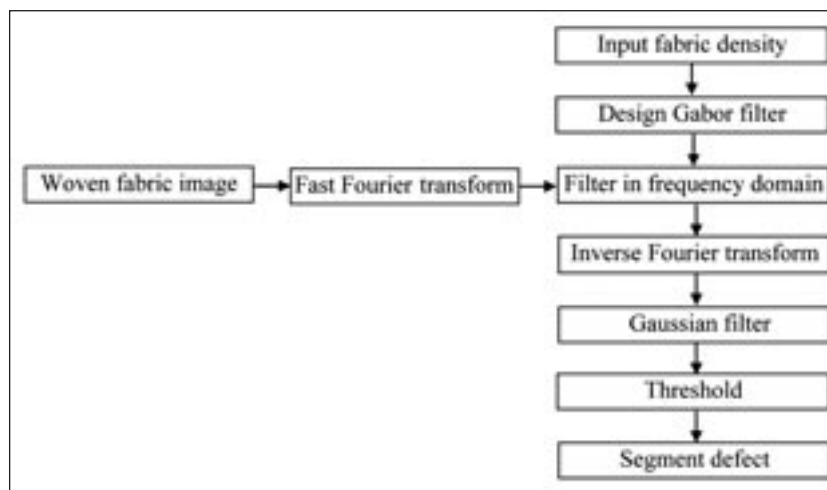 Input fabric density
Design Gabor filter
Woven fabric image
Fast Fourier transform
Filter in frequency domain
Inverse Fourier transform
Gaussian filter
Threshold
Segment defect